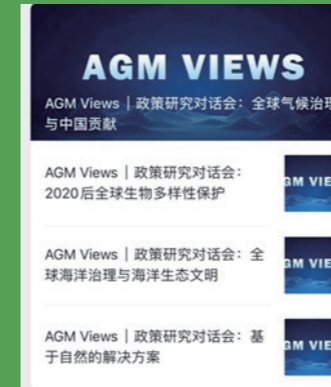 AGM VIEWS
AGM Views｜政策研究对话会：全球气候治理
与中国贡献
AGM Views｜政策研究对话会：
2020后全球生物多样性保护
GM VIE
AGM Views｜政策研究对话会：全
球海洋治理与海洋生态文明
GM VIE
AGM Views｜政策研究对话会：基
于自然的解决方案
GM VIE